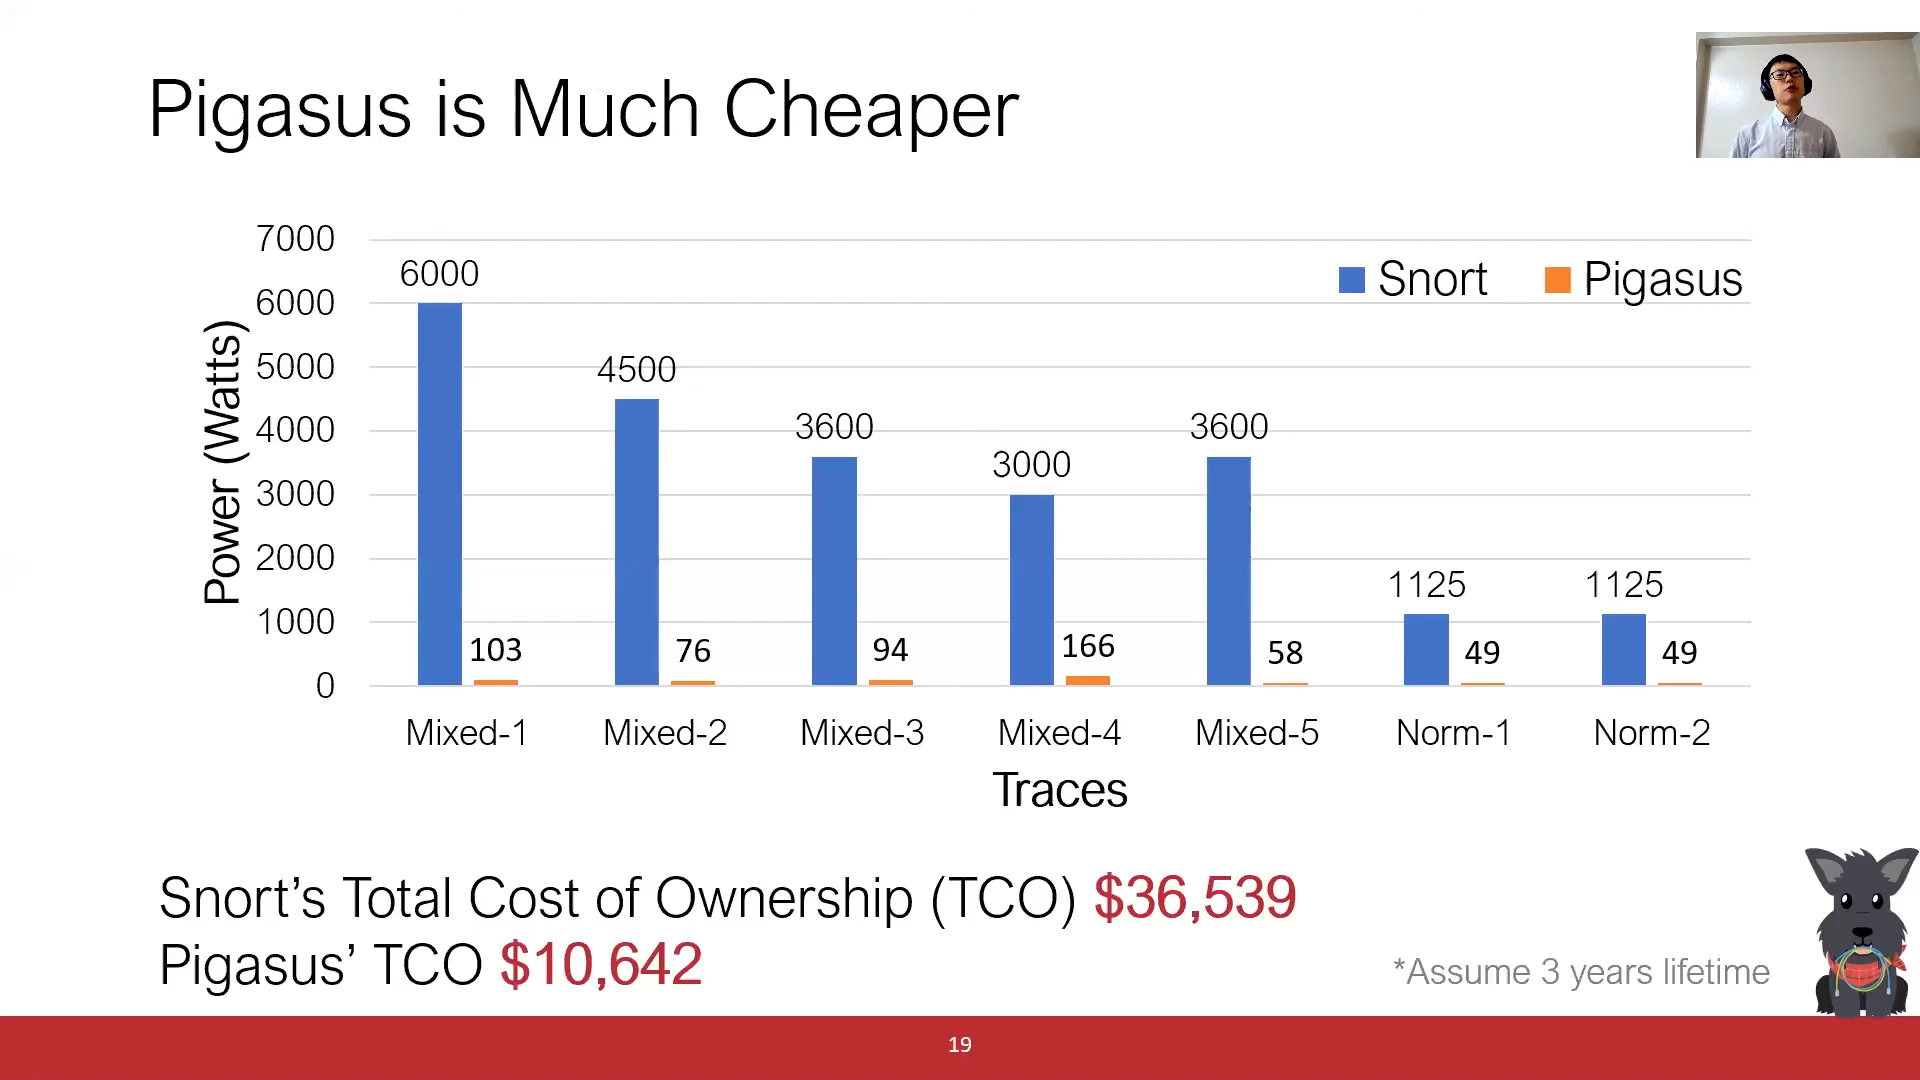 Pigasus is Much Cheaper
7000
6000
5000
4000
3000
2000
1000
0
Power (Watts)
Snort
Pigasus
6000
103
4500
76
3600
94
3000
166
3600
58
1125
49
1125
49
Mixed-1
Mixed-2
Mixed-3
Mixed-4
Mixed-5
Norm-1
Norm-2
Traces
Snort’s Total Cost of Ownership (TCO) $36,539
Pigasus’ TCO $10,642
*Assume 3 years lifetime
19